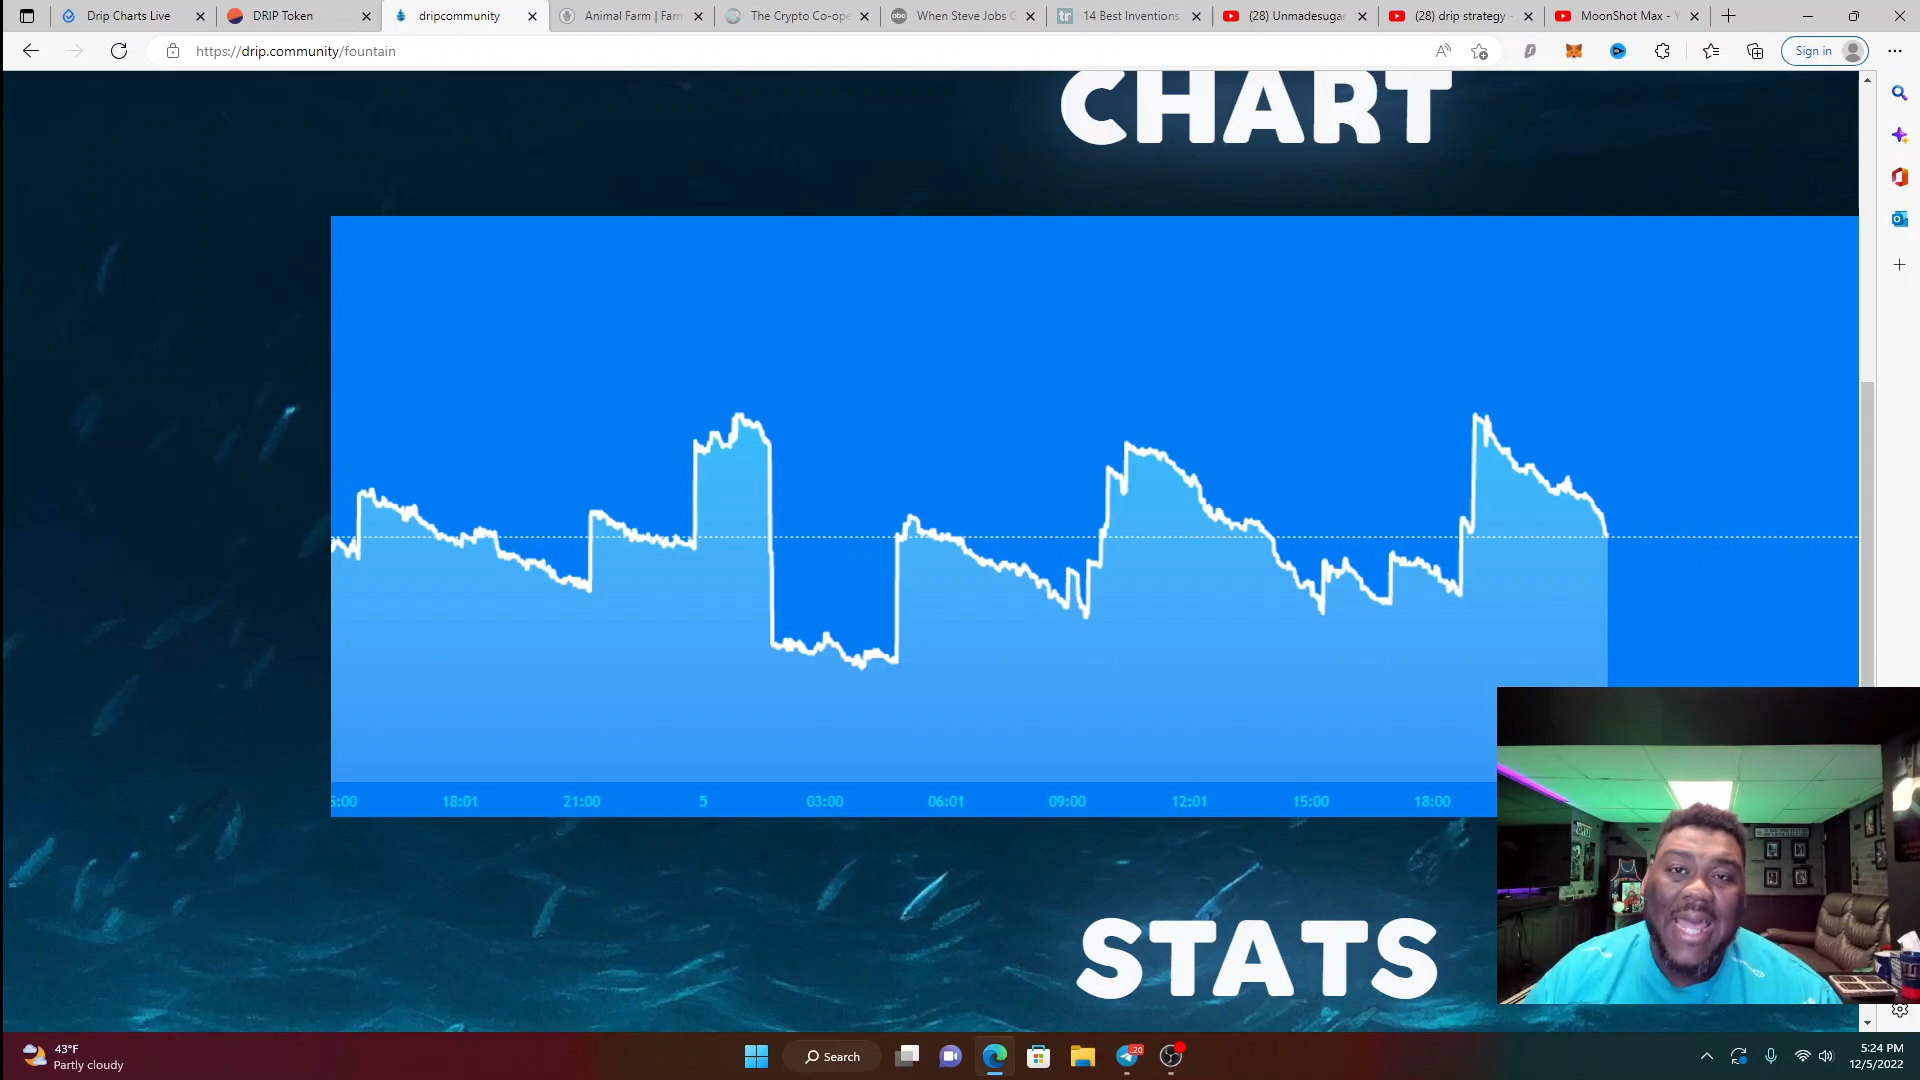 Drip Charts Live
DRIP Token
dripcommunity
Animal Farm | Farm
The Crypto Co-ope
When Steve Jobs G
14 Best Inventions
(28) Unmadesugar
(28) drip strategy -
MoonShot Max - Y
https://drip.community/fountain
Sign in
CHART
5:00
18:01
21:00
5
03:00
06:01
09:00
12:01
15:00
18:00
STATS
43°F
Partly cloudy
Search
20
5:24 PM
12/5/2022